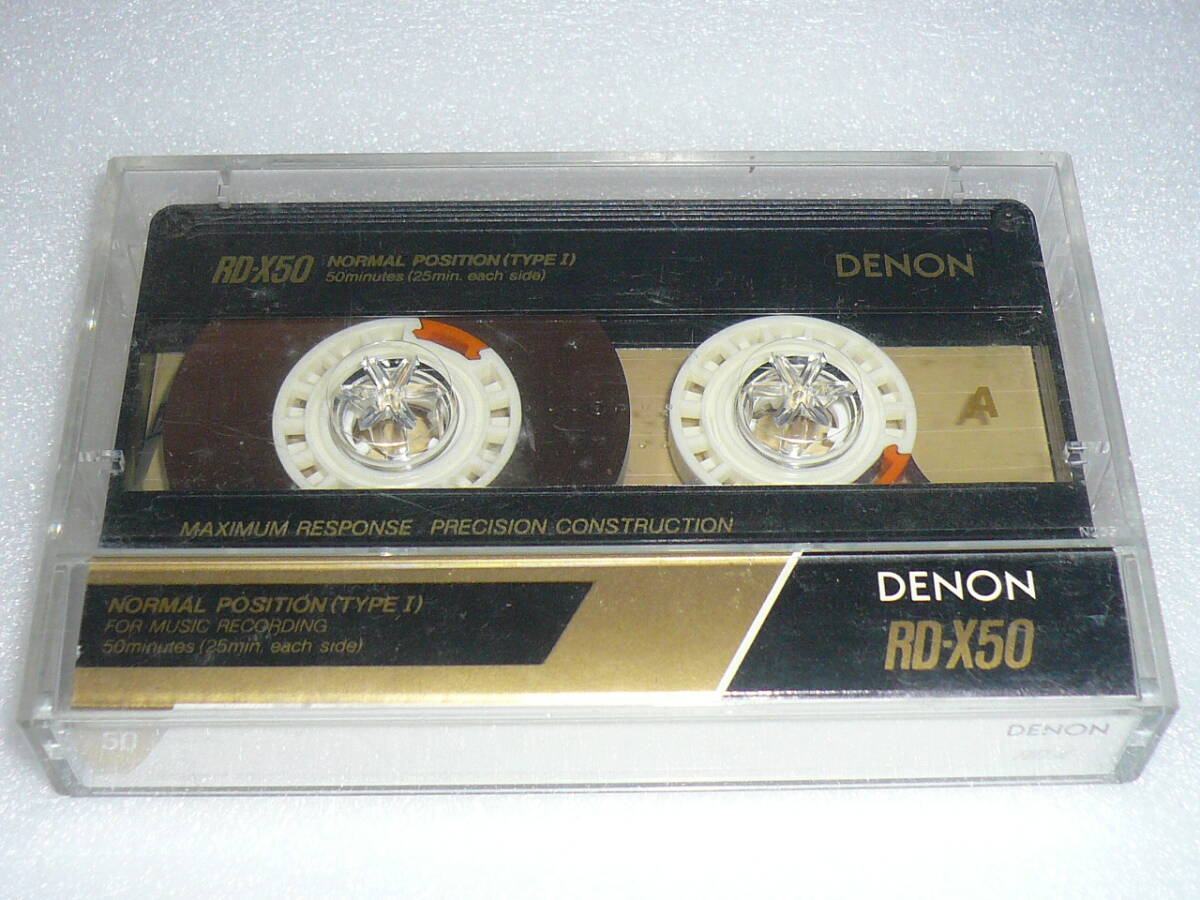 RD-X50 NORMAL POSITION (TYPE I) DENON
50minutes (25min. each side)
A
MAXIMUM RESPONSE PRECISION CONSTRUCTION
NORMAL POSITION (TYPE I)
FOR MUSIC RECORDING
50minutes (25min. each side)
DENON
RD-X50
50
DENON